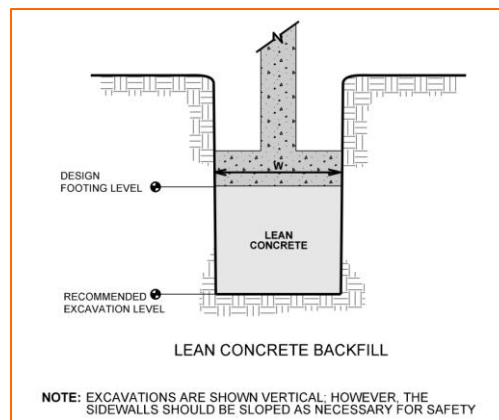 W
DESIGN
FOOTING LEVEL
LEAN
CONCRETE
RECOMMENDED
EXCAVATION LEVEL
LEAN CONCRETE BACKFILL
NOTE: EXCAVATIONS ARE SHOWN VERTICAL; HOWEVER, THE
SIDEWALLS SHOULD BE SLOPED AS NECESSARY FOR SAFETY